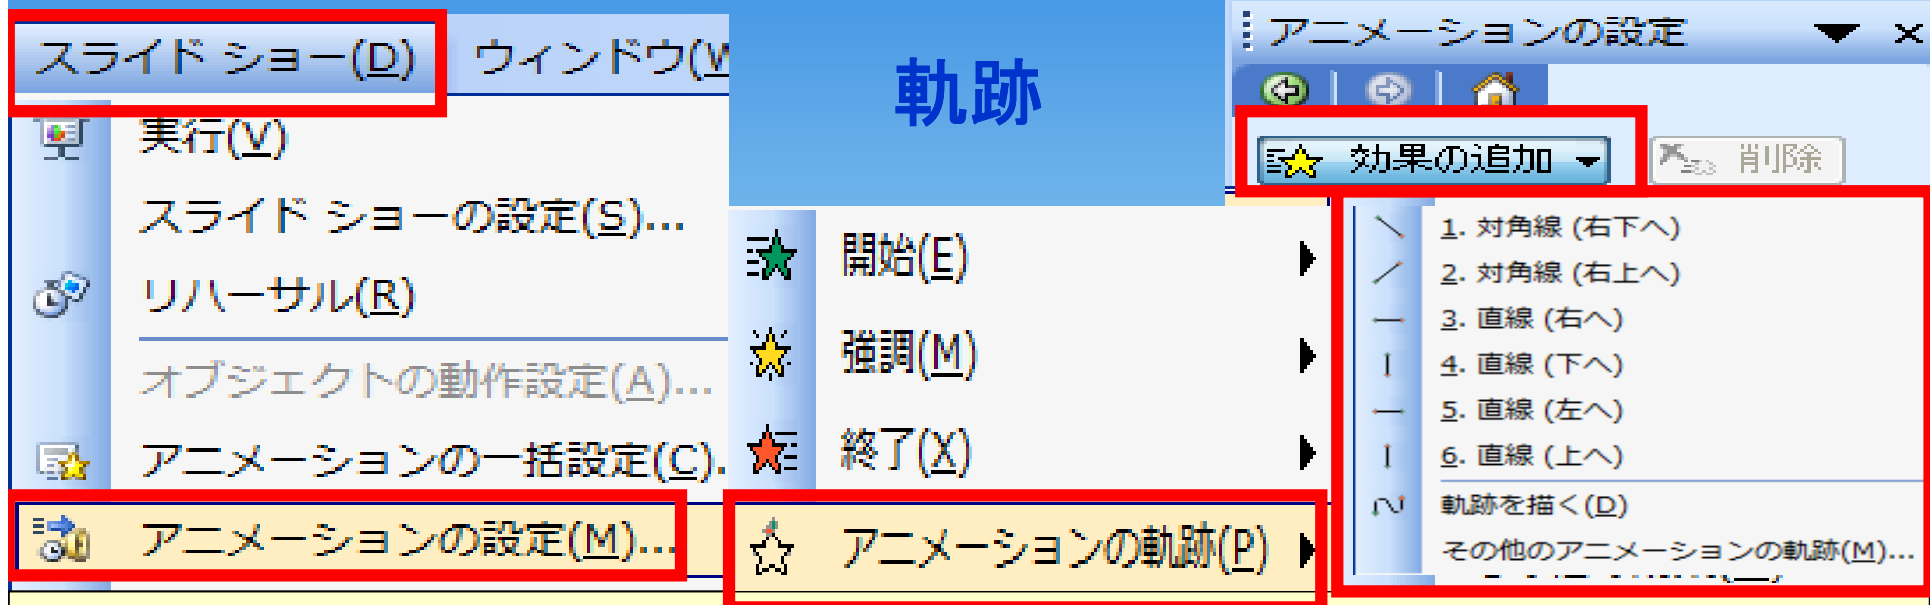 スライド ショー(D)
ウィンドウ(W
実行(V)
スライド ショーの設定(S)...
リハーサル(R)
オブジェクトの動作設定(A)...
アニメーションの一括設定(C).
アニメーションの設定(M)...
軌跡
開始(E)
強調(M)
終了(X)
アニメーションの軌跡(P)
アニメーションの設定
効果の追加
削除
1. 対角線 (右下へ)
2. 対角線 (右上へ)
3. 直線 (右へ)
4. 直線 (下へ)
5. 直線 (左へ)
6. 直線 (上へ)
軌跡を描く(D)
その他のアニメーションの軌跡(M)...